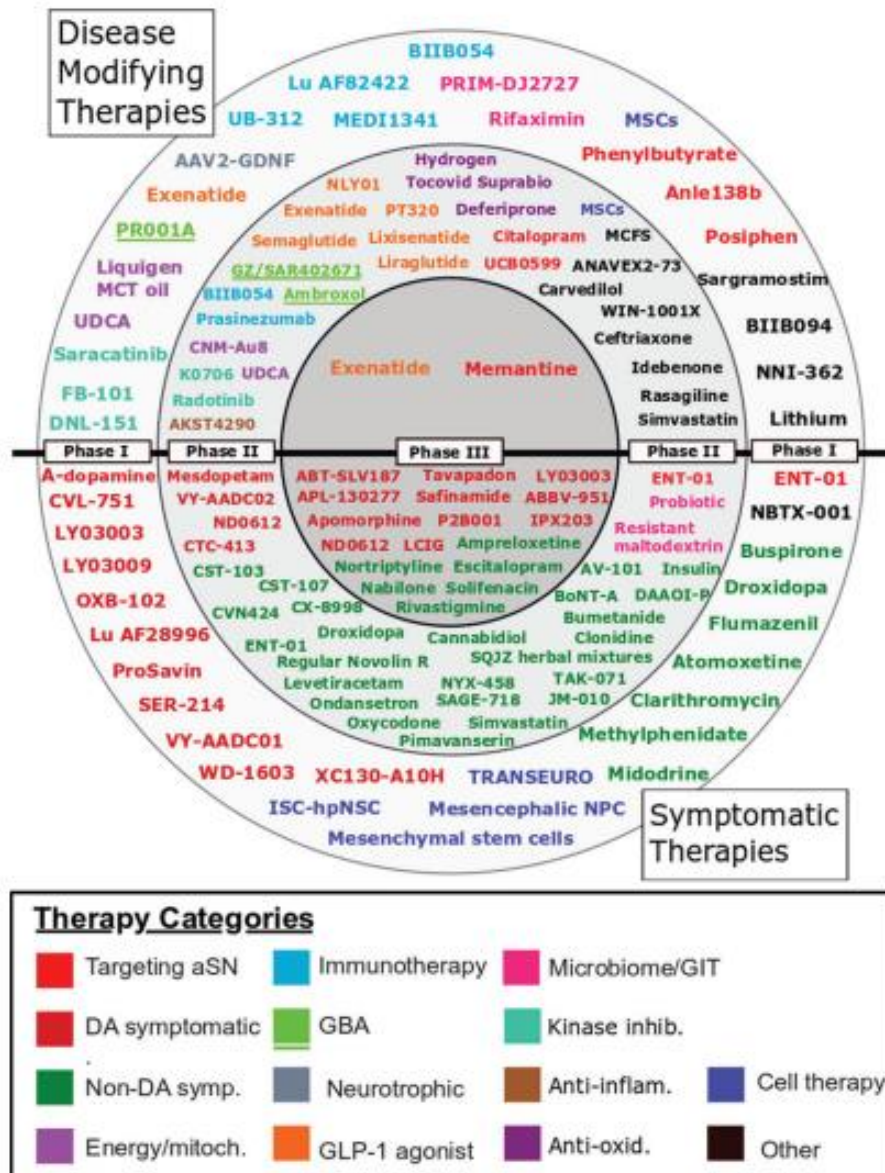 Disease
Modifying
Therapies
BIIB054
Lu AF82422 PRIM-DJ2727
UB-312 MEDI1341 Rifaximin MSCs
AAV2-GDNF Hydrogen Phenylbutyrate
NLY01 Tocovid Suprabio
Exenatide Anle138b
Exenatide PT320 Deferiprone MSCs
PR001A Semaglutide Lixisenatide Citalopram MCFS Posiphen
Liquigen GZ/SAR402671 Liraglutide UCB0599 ANAVEX2-73 Sargramostim
MCT oil BIIB054 Ambroxol Carvedilol
UDCA Prasinezumab WIN-1001X BIIB094
CNM-Au8 Ceftriaxone
Saracatinib K0706 UDCA Exenatide Memantine Idebenone NNI-362
FB-101 Radotinib Rasagiline
DNL-151 AKST4290 Simvastatin Lithium
Phase I Phase II Phase III Phase II Phase I
A-dopamine Mesdopetam ABT-SLV187 Tavapadon LY03003 ENT-01 ENT-01
CVL-751 VY-AADC02 APL-130277 Safinamide ABBV-951 Probiotic NBTX-001
LY03003 ND0612 Apomorphine P2B001 IPX203 Resistant
maltodextrin Buspirone
CTC-413 ND0612 LCIG Ampreloxetine
LY03009 CST-103 Nortriptyline Escitalopram AV-101 Insulin Droxidopa
OXB-102 CST-107 Nabilone Solifenacin BoNT-A DAAOI-P
CVN424 CX-8998 Rivastigmine Bumetanide Flumazenil
Lu AF28996 ENT-01 Droxidopa Cannabidiol Clonidine
Regular Novolin R SQJZ herbal mixtures Atomoxetine
ProSavin Levetiracetam NYX-458 TAK-071
SER-214 Ondansetron SAGE-718 JM-010 Clarithromycin
Oxycodone Simvastatin
VY-AADC01 Pimavanserin Methylphenidate
WD-1603 XC130-A10H TRANSEURO Midodrine
ISC-hpNSC Mesencephalic NPC
Mesenchymal stem cells
Symptomatic
Therapies
Therapy Categories
Targeting aSN Immunotherapy Microbiome/GIT
DA symptomatic GBA Kinase inhib.
Non-DA symp. Neurotrophic Anti-inflam. Cell therapy
Energy/mitoch. GLP-1 agonist Anti-oxid. Other